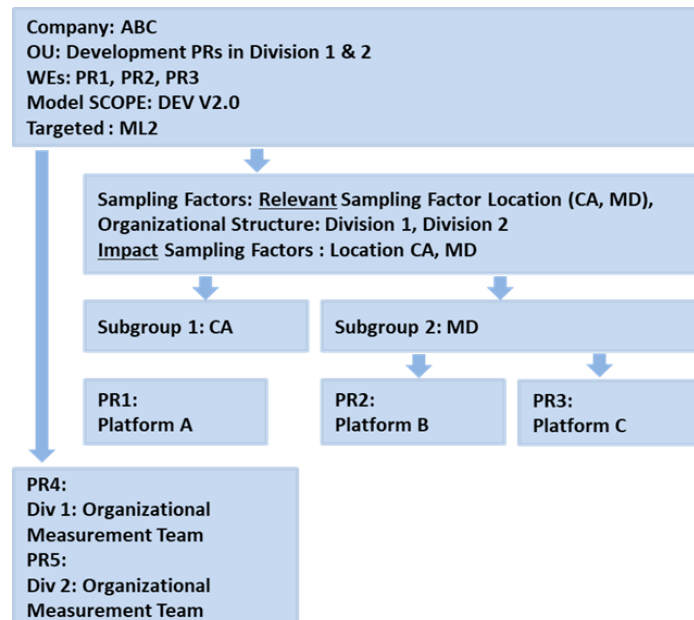 Company: ABC
OU: Development PRs in Division 1 & 2
WEs: PR1, PR2, PR3
Model SCOPE: DEV V2.0
Targeted : ML2
Sampling Factors: Relevant Sampling Factor Location (CA, MD),
Organizational Structure: Division 1, Division 2
Impact Sampling Factors : Location CA, MD
Subgroup 1: CA
Subgroup 2: MD
PR1:
Platform A
PR2:
Platform B
PR3:
Platform C
PR4:
Div 1: Organizational
Measurement Team
PR5:
Div 2: Organizational
Measurement Team